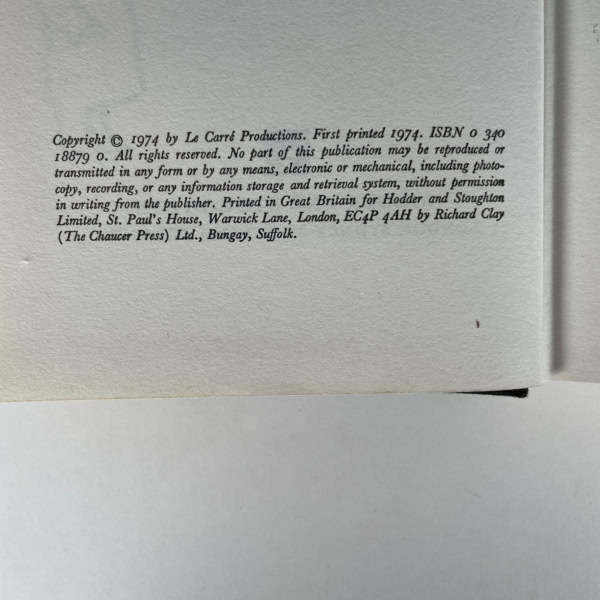 Copyright © 1974 by Le Carré Productions. First printed 1974. ISBN 0 340
18879 0. All rights reserved. No part of this publication may be reproduced or
transmitted in any form or by any means, electronic or mechanical, including photo-
copy, recording, or any information storage and retrieval system, without permission
in writing from the publisher. Printed in Great Britain for Hodder and Stoughton
Limited, St. Paul's House, Warwick Lane, London, EC4P 4AH by Richard Clay
(The Chaucer Press) Ltd., Bungay, Suffolk.